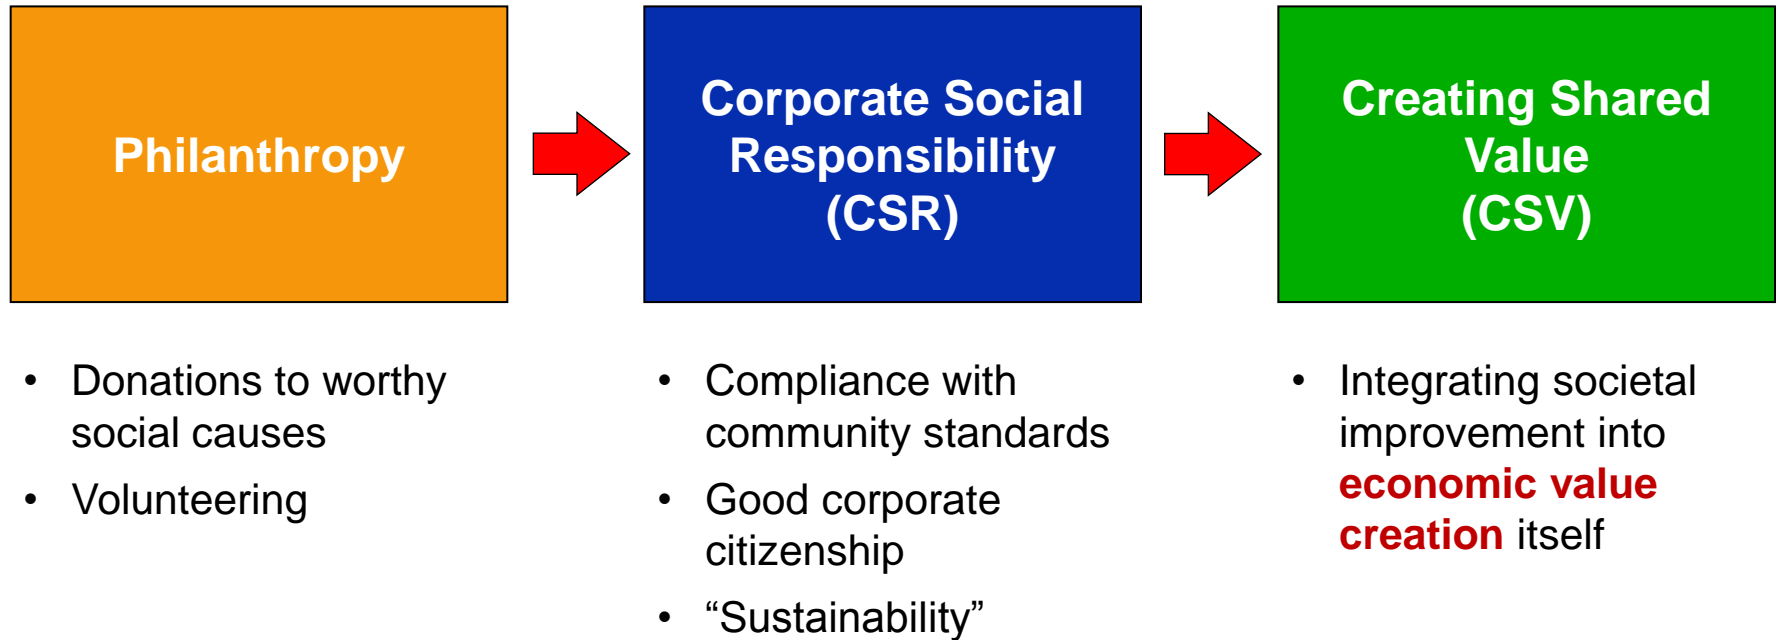 Philanthropy
Corporate Social
Responsibility
(CSR)
Creating Shared
Value
(CSV)
• Donations to worthy
social causes
• Volunteering
• Compliance with
community standards
• Good corporate
citizenship
• “Sustainability”
• Integrating societal
improvement into
economic value
creation itself